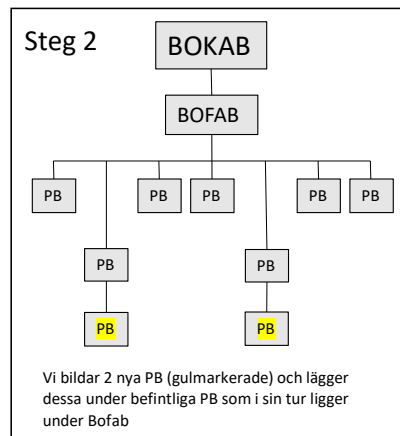 Steg 2
BOKAB
BOFAB
PB PB PB PB PB
PB PB
PB PB
Vi bildar 2 nya PB (gulmarkerade) och lägger
dessa under befintliga PB som i sin tur ligger
under Bofab